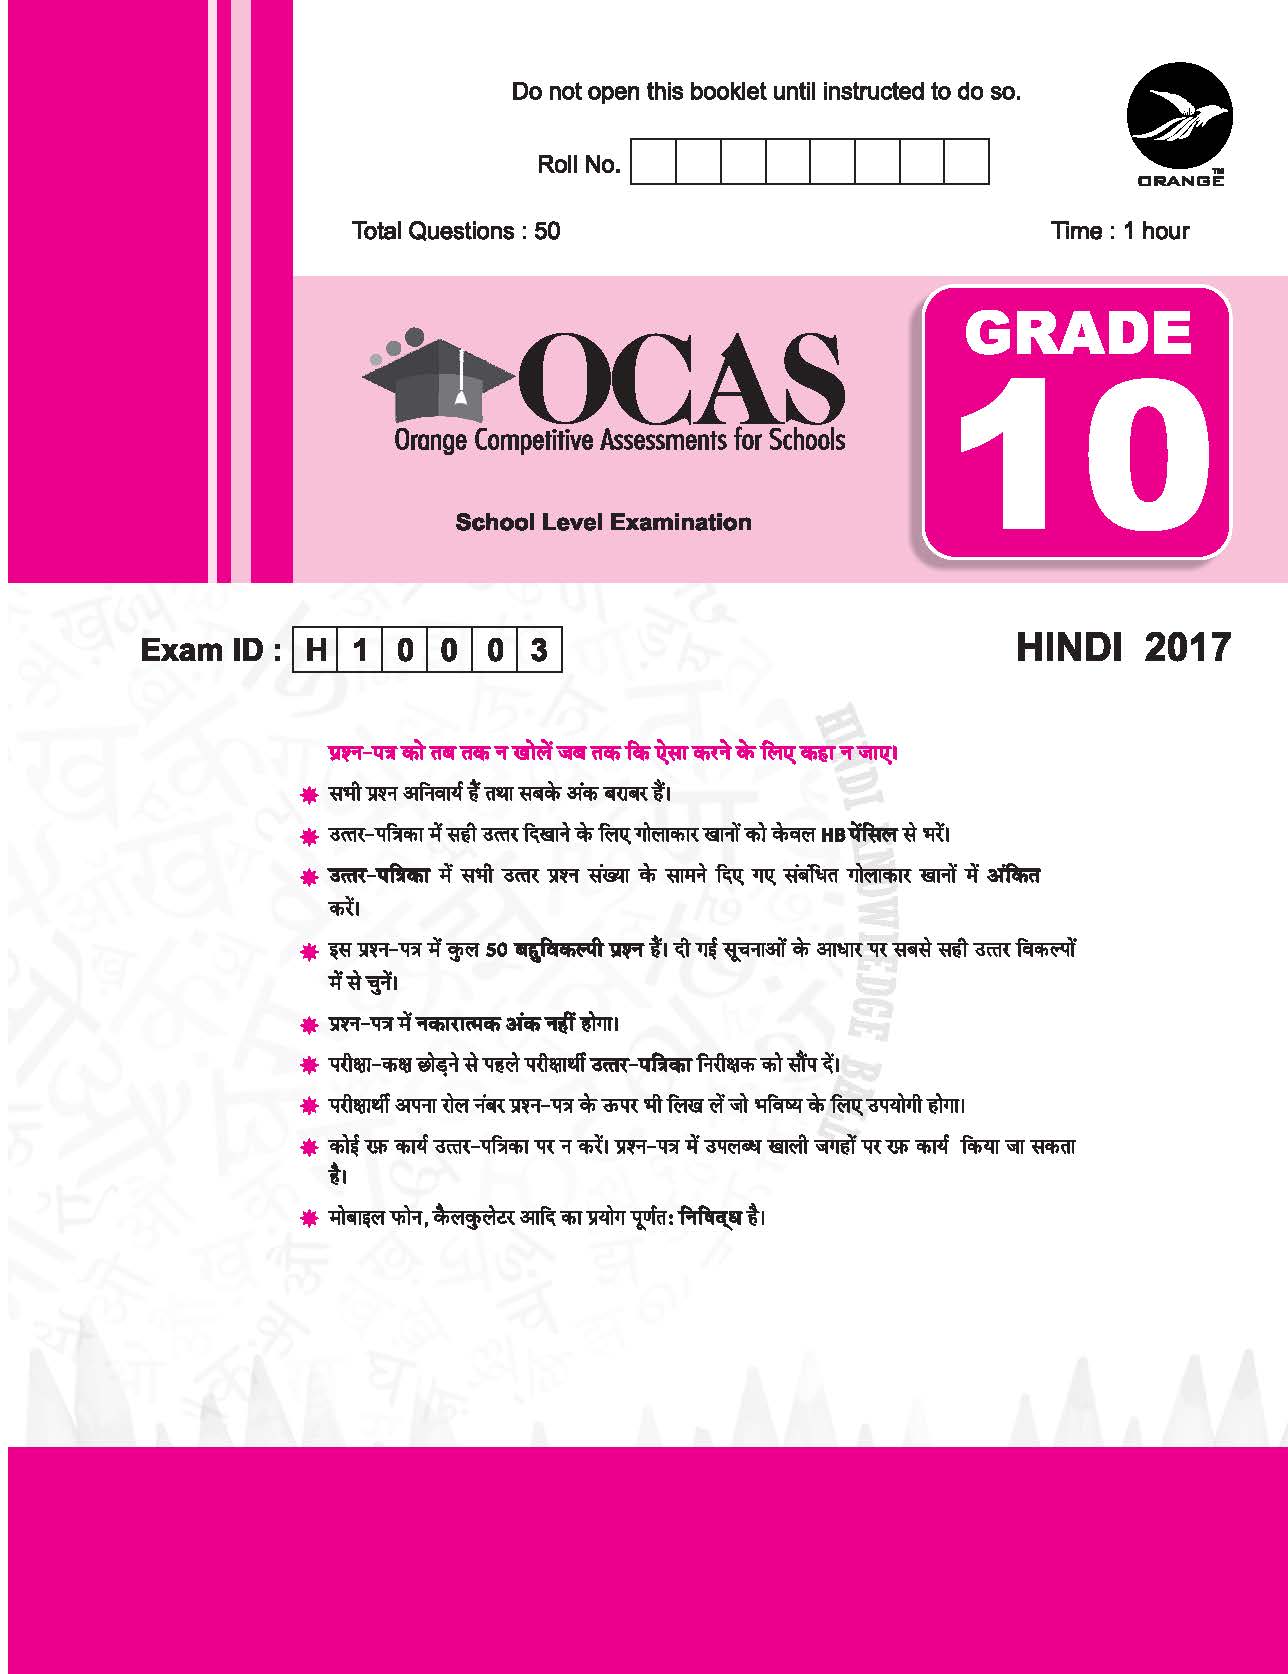 Do not open this booklet until instructed to do so.
Roll No.
ORANGE™
Total Questions : 50
Time : 1 hour
GRADE
10
OCAS
Orange Competitive Assessments for Schools
School Level Examination
Exam ID : H 1 0 0 0 3
HINDI 2017
प्रश्न-पत्र को तब तक न खोलें जब तक कि ऐसा करने के लिए कहा न जाए।
सभी प्रश्न अनिवार्य हैं तथा सबके अंक बराबर हैं।
उत्तर-पत्रिका में सही उत्तर दिखाने के लिए गोलाकार खानों को केवल HB पेंसिल से भरें।
उत्तर-पत्रिका में सभी उत्तर प्रश्न संख्या के सामने दिए गए संबंधित गोलाकार खानों में अंकित
करें।
इस प्रश्न-पत्र में कुल 50 बहुविकल्पी प्रश्न हैं। दी गई सूचनाओं के आधार पर सबसे सही उत्तर विकल्पों
में से चुनें।
प्रश्न-पत्र में नकारात्मक अंक नहीं होगा।
परीक्षा-कक्ष छोड़ने से पहले परीक्षार्थी उत्तर-पत्रिका निरीक्षक को सौंप दें।
परीक्षार्थी अपना रोल नंबर प्रश्न-पत्र के ऊपर भी लिख लें जो भविष्य के लिए उपयोगी होगा।
कोई रफ़ कार्य उत्तर-पत्रिका पर न करें। प्रश्न-पत्र में उपलब्ध खाली जगहों पर रफ़ कार्य किया जा सकता
है।
मोबाइल फोन, कैलकुलेटर आदि का प्रयोग पूर्णत: निषिद्ध है।